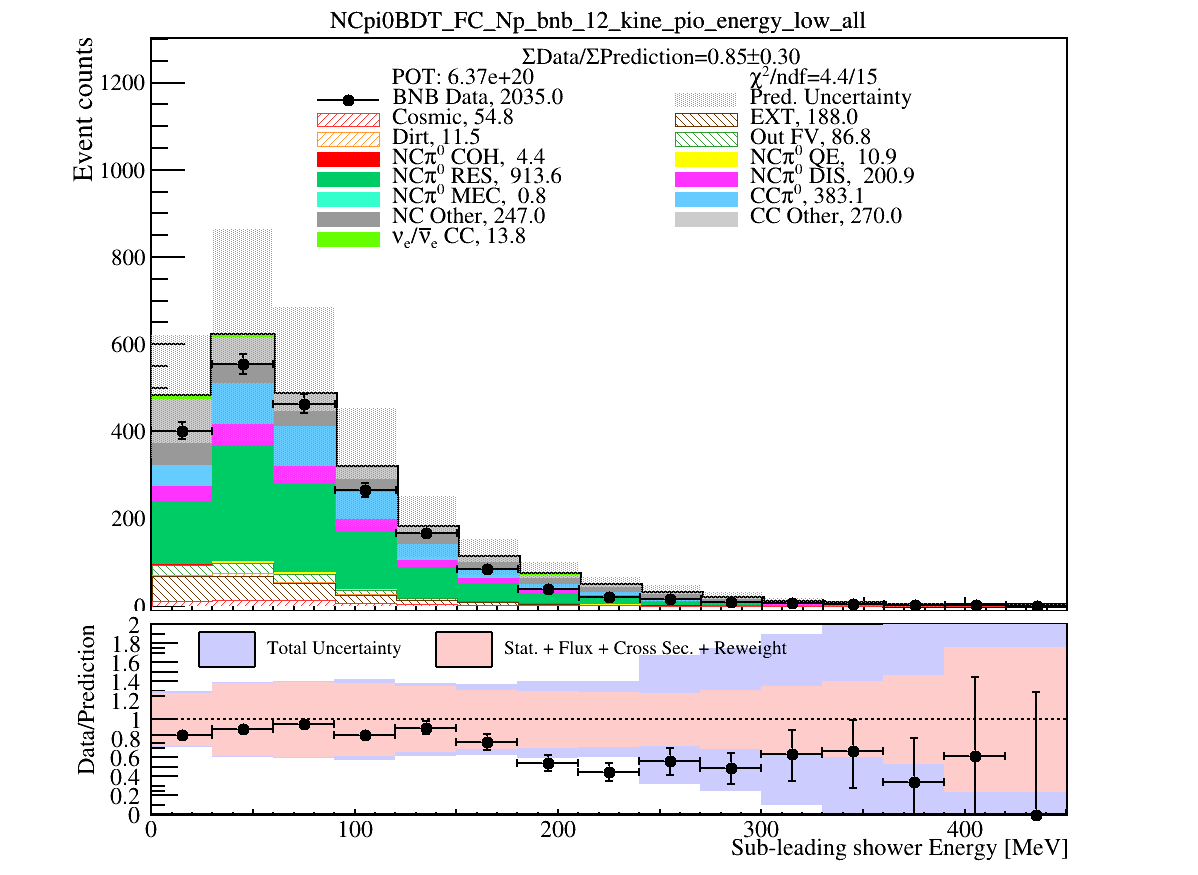 NCpi0BDT_FC_Np_bnb_12_kine_pio_energy_low_all
ΣData/ΣPrediction=0.85±0.30
POT: 6.37e+20
χ²/ndf=4.4/15
BNB Data, 2035.0
Pred. Uncertainty
Cosmic, 54.8
EXT, 188.0
Dirt, 11.5
Out FV, 86.8
NCπ⁰ COH, 4.4
NCπ⁰ QE, 10.9
NCπ⁰ RES, 913.6
NCπ⁰ DIS, 200.9
NCπ⁰ MEC, 0.8
CCπ⁰, 383.1
NC Other, 247.0
CC Other, 270.0
νₑ/ν̅ₑ CC, 13.8
Event counts
1200
1000
800
600
400
200
0
Total Uncertainty
Stat. + Flux + Cross Sec. + Reweight
Data/Prediction
2
1.8
1.6
1.4
1.2
1
0.8
0.6
0.4
0.2
0
0 100 200 300 400
Sub-leading shower Energy [MeV]